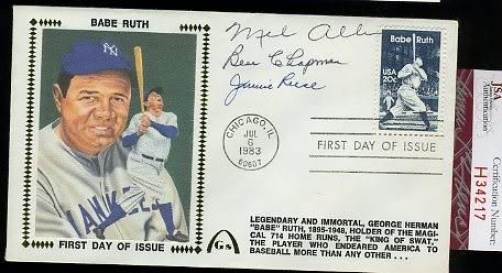 BABE RUTH
Mel Allen
Ben Chapman
Jimmie Reese
Babe Ruth
USA
20c
CHICAGO, IL
JUL
6
1983
60607
FIRST DAY OF ISSUE
NY
YANKEES
FIRST DAY OF ISSUE
GS
LEGENDARY AND IMMORTAL, GEORGE HERMAN
"BABE" RUTH, 1895-1948, HOLDER OF THE MAGI-
CAL 714 HOME RUNS, THE "KING OF SWAT,"
THE PLAYER WHO ENDEARED AMERICA TO
BASEBALL MORE THAN ANY OTHER.
JSA
Authentication
Certification Number:
H34217